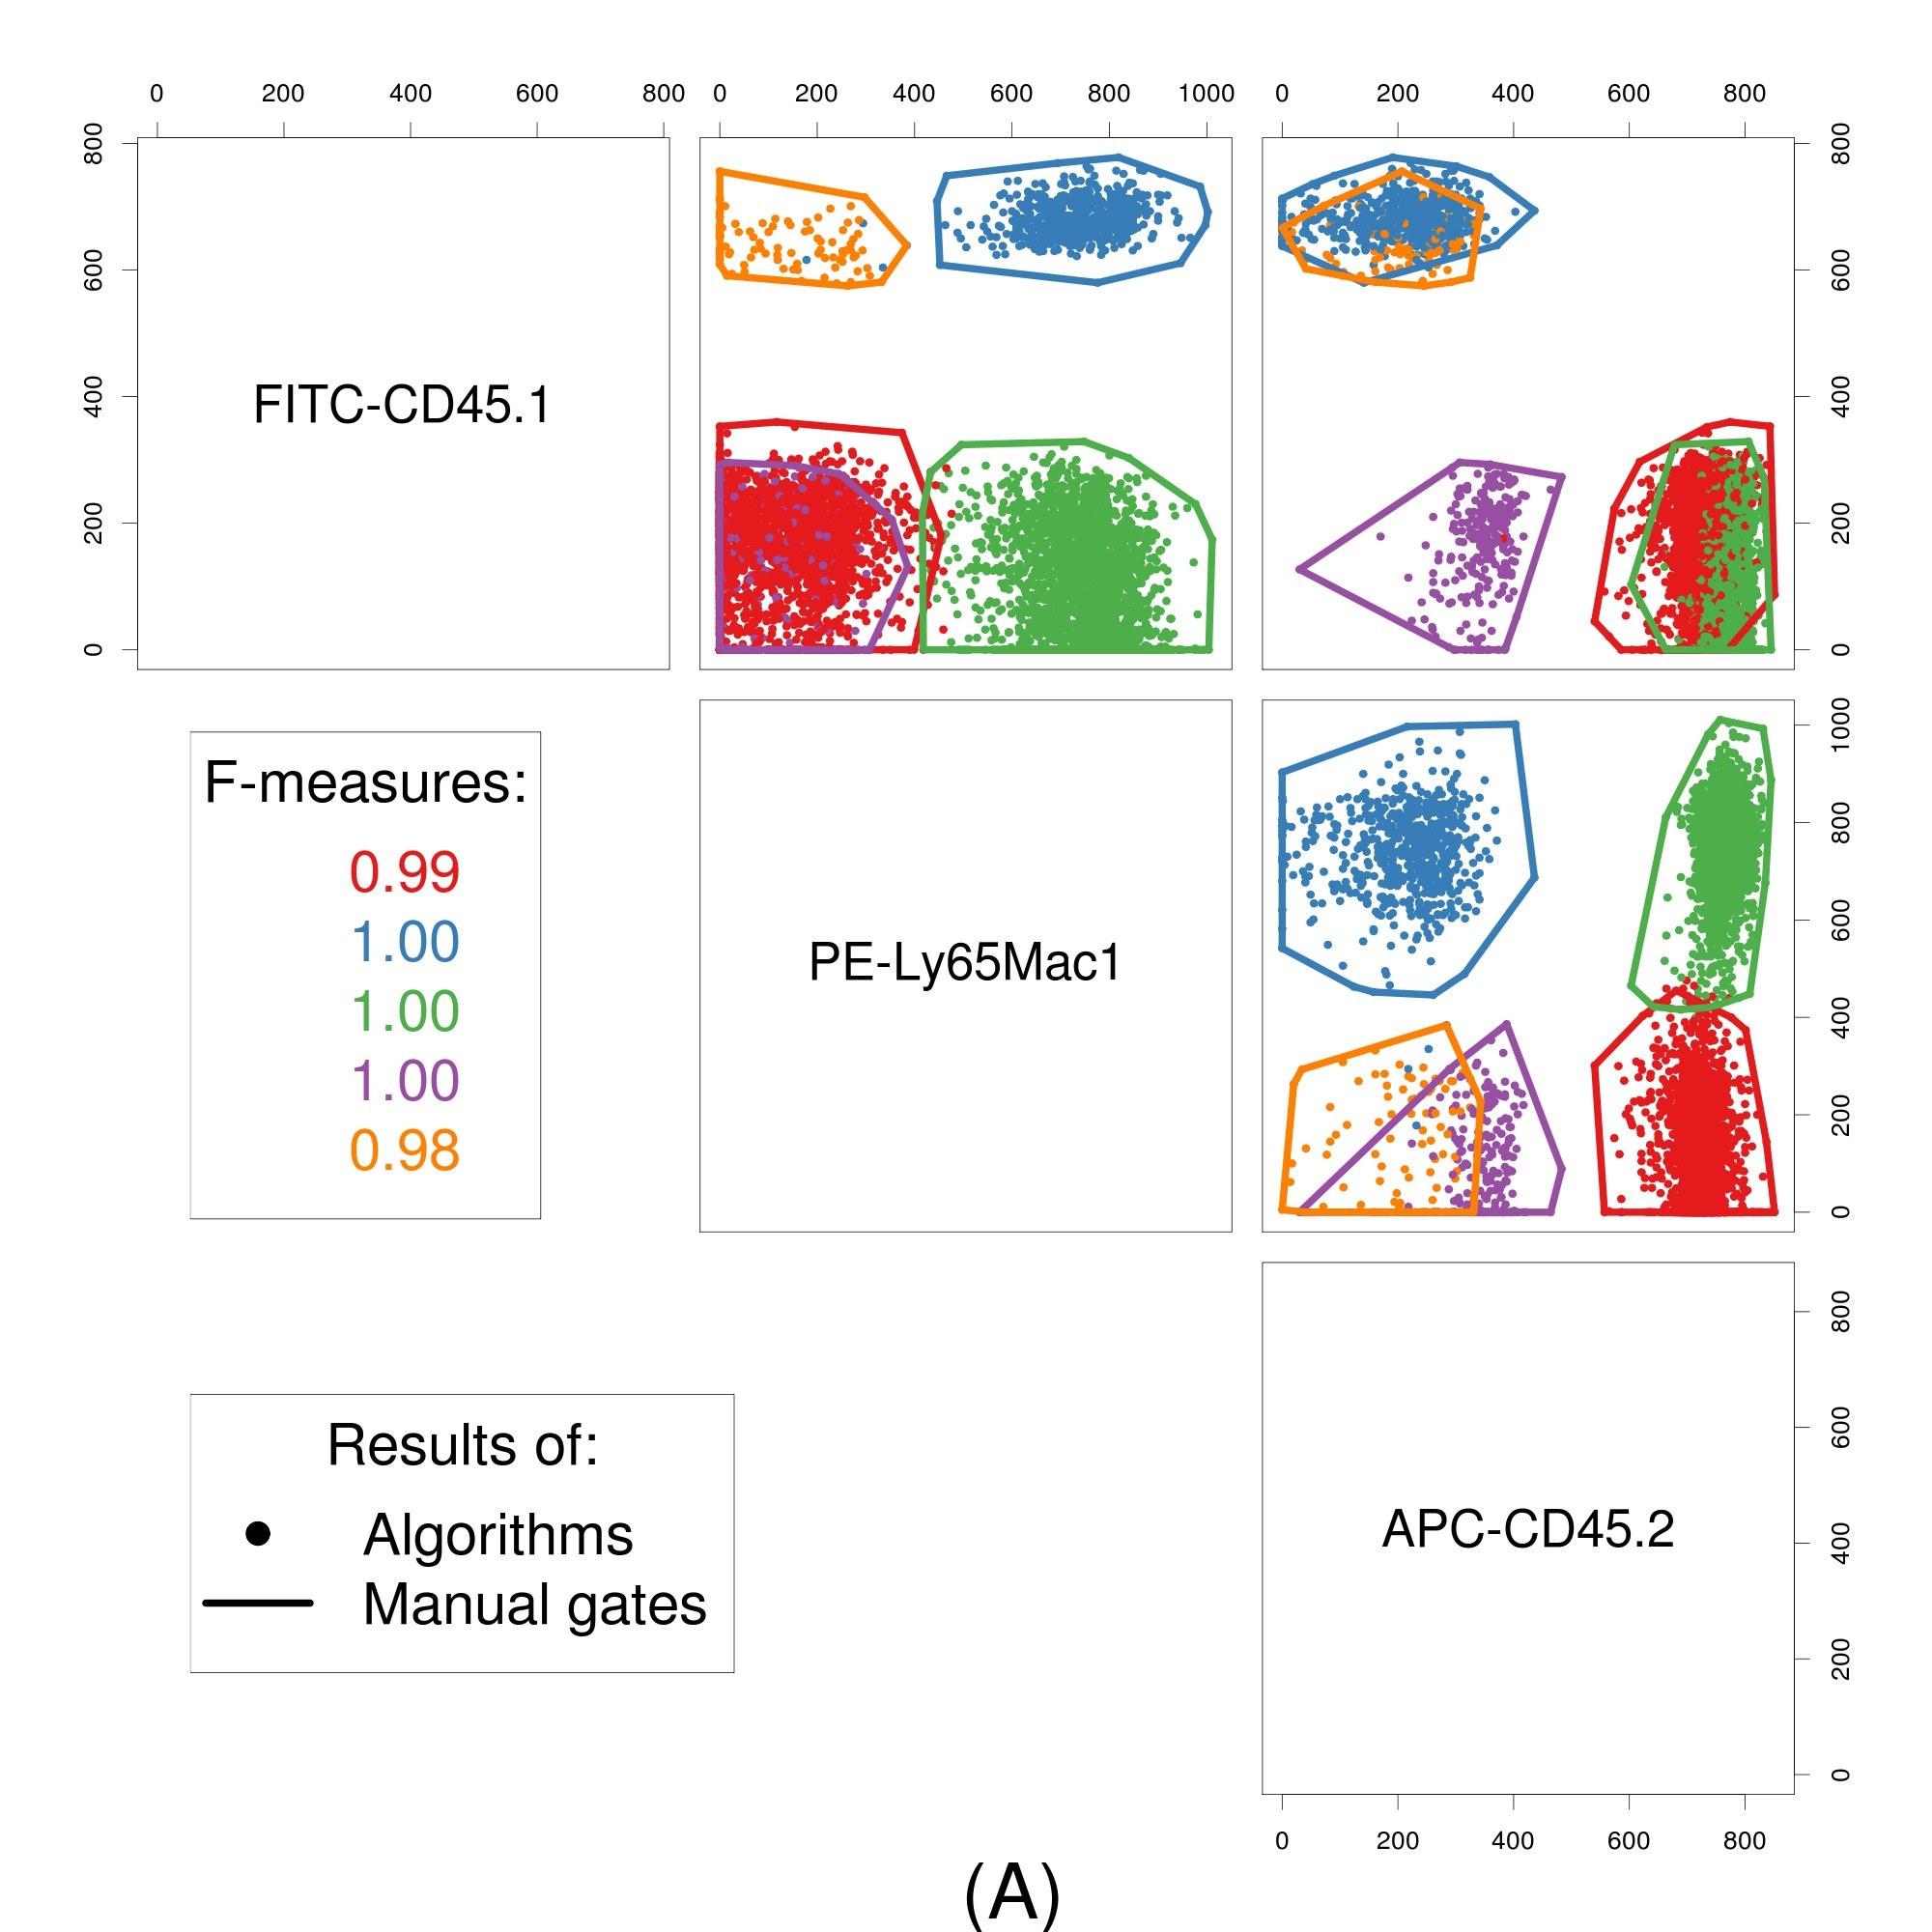 0 200 400 600 800 0 200 400 600 800 1000 0 200 400 600 800
800 600 400 200 0
FITC-CD45.1
800 600 400 200 0
F-measures:
0.99
1.00
1.00
1.00
0.98
PE-Ly65Mac1
1000 800 600 400 200 0
Results of:
Algorithms
Manual gates
APC-CD45.2
800 600 400 200 0
0 200 400 600 800
(A)